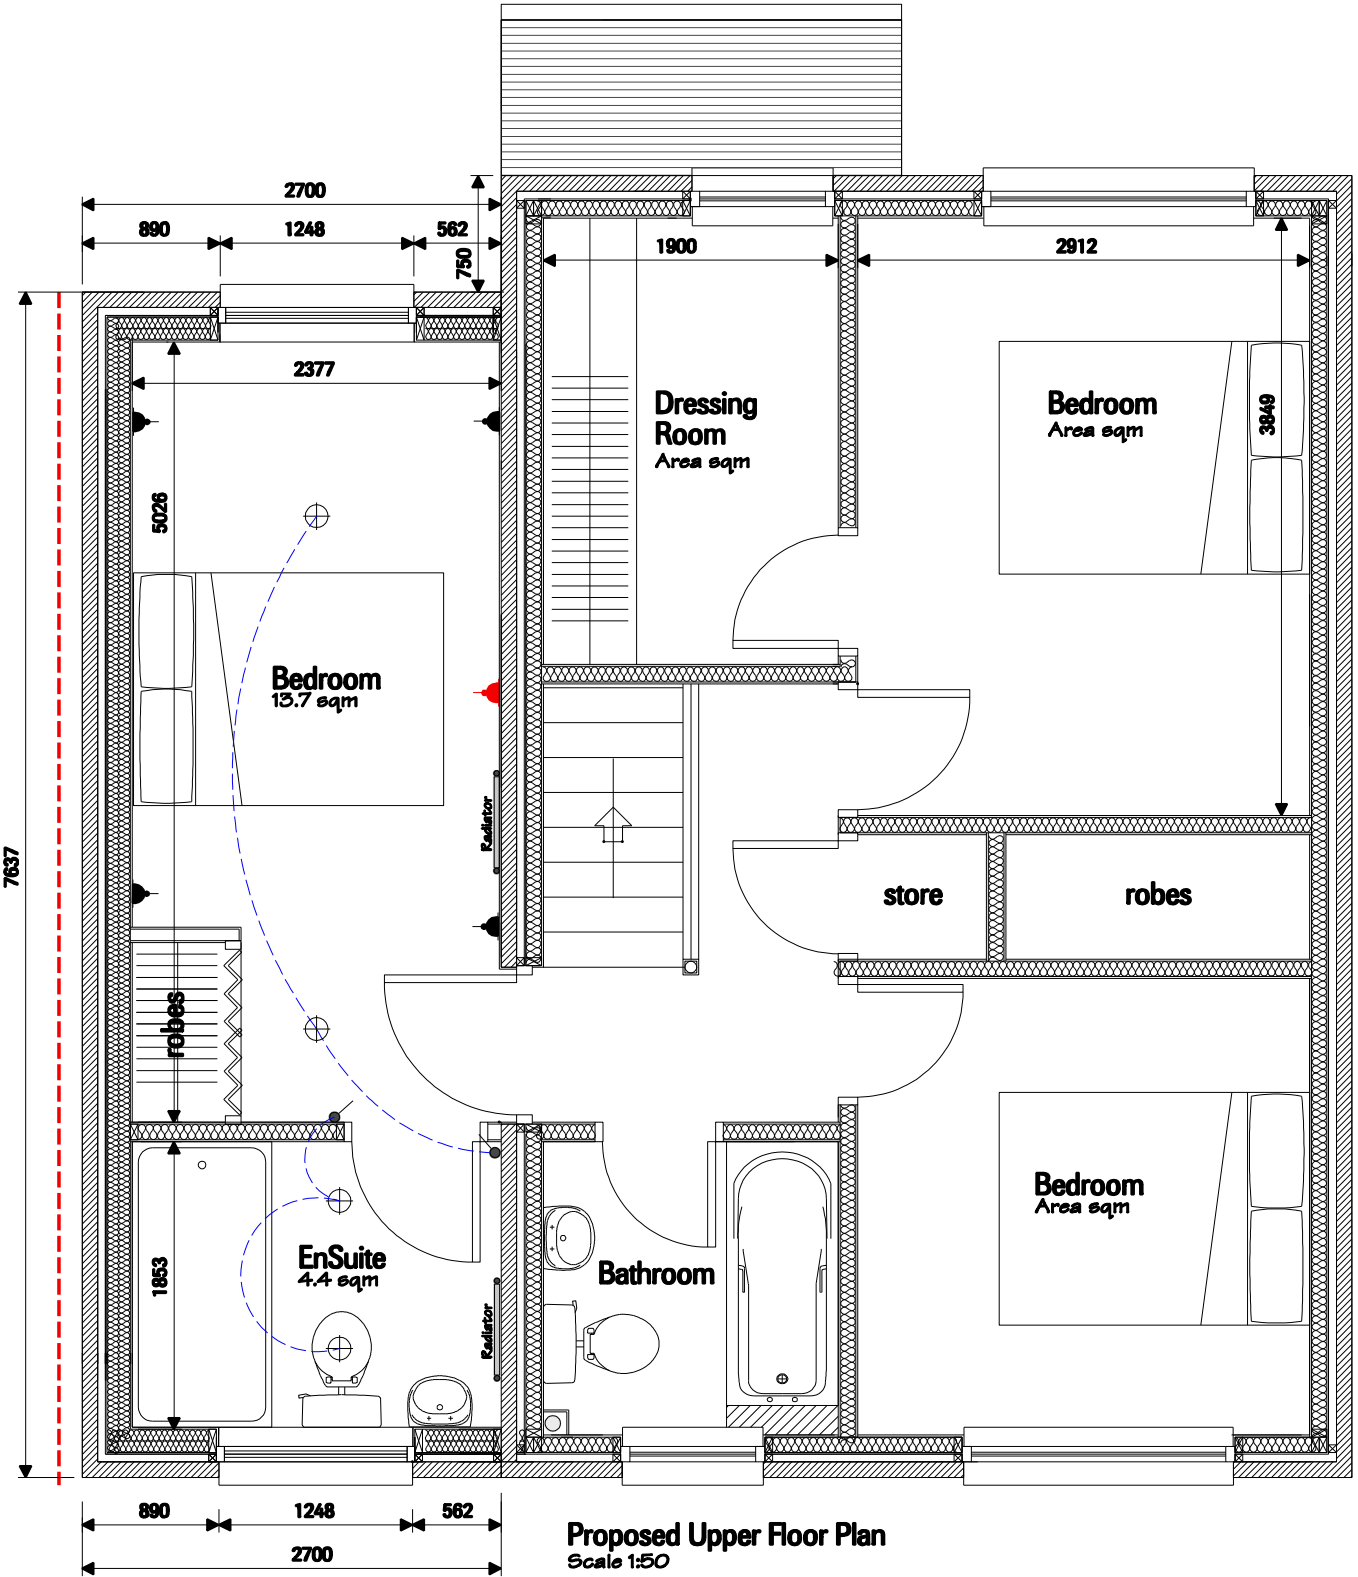 2700
890 1248 562
750
1900
2912
2377
Dressing
Room
Area sqm
Bedroom
Area sqm
3849
5026
Bedroom
13.7 sqm
Radiator
7637
store
robes
robes
Bedroom
Area sqm
EnSuite
4.4 sqm
1853
Bathroom
Radiator
890 1248 562
2700
Proposed Upper Floor Plan
Scale 1:50